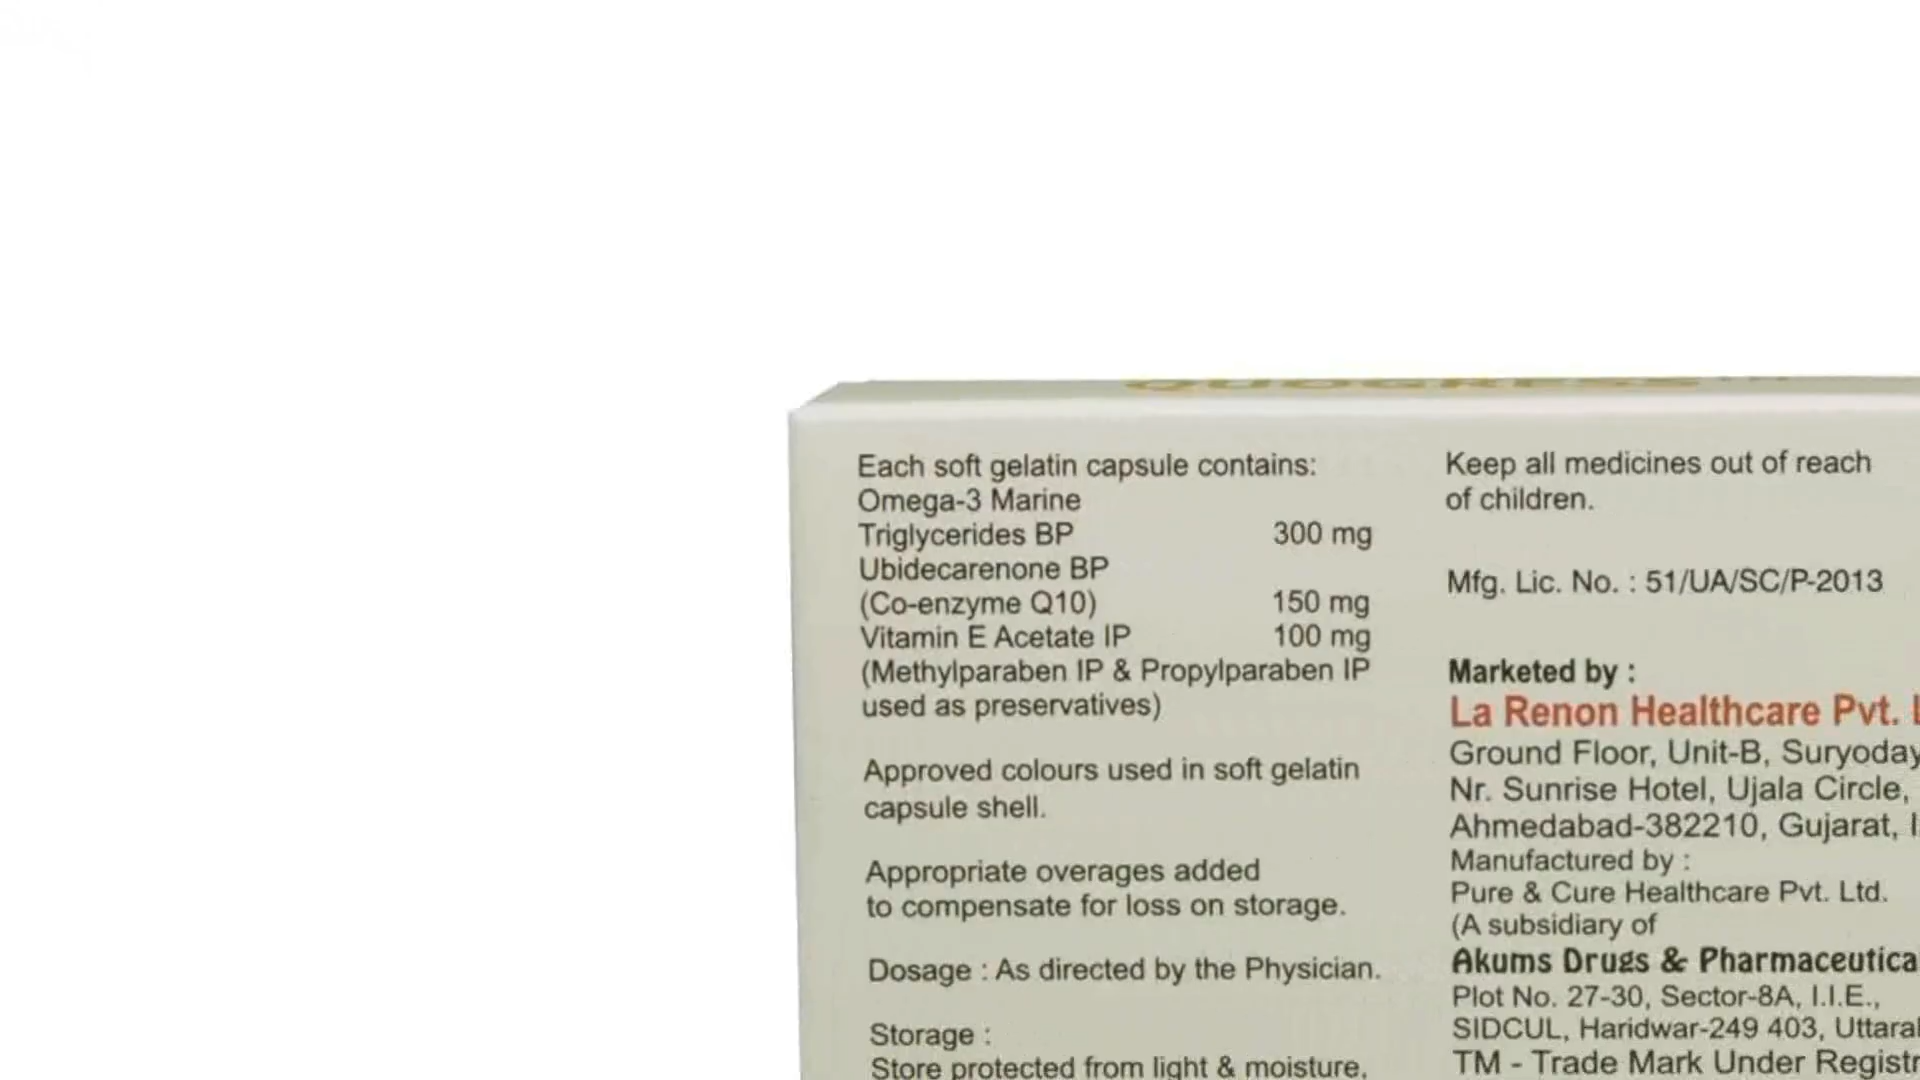 Each soft gelatin capsule contains:
Omega-3 Marine
Triglycerides BP 300 mg
Ubidecarenone BP
(Co-enzyme Q10) 150 mg
Vitamin E Acetate IP 100 mg
(Methylparaben IP & Propylparaben IP
used as preservatives)
Approved colours used in soft gelatin
capsule shell.
Appropriate overages added
to compensate for loss on storage.
Dosage : As directed by the Physician.
Storage :
Store protected from light & moisture,
Keep all medicines out of reach
of children.
Mfg. Lic. No. : 51/UA/SC/P-2013
Marketed by :
La Renon Healthcare Pvt.
Ground Floor, Unit-B, Suryoday
Nr. Sunrise Hotel, Ujala Circle,
Ahmedabad-382210, Gujarat,
Manufactured by :
Pure & Cure Healthcare Pvt. Ltd.
(A subsidiary of
Akums Drugs & Pharmaceutica
Plot No. 27-30, Sector-8A, I.I.E.,
SIDCUL, Haridwar-249 403,
TM - Trade Mark Under